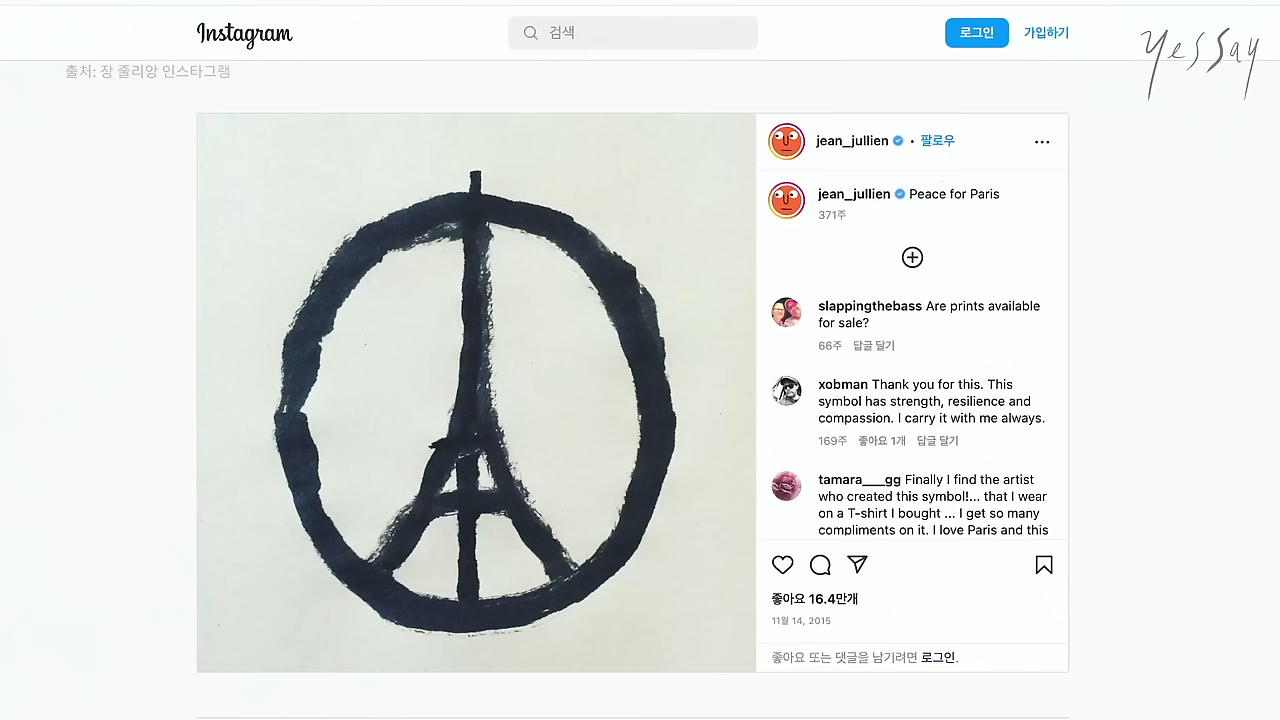 Instagram
검색
로그인
가입하기
yesSay
출처: 장 줄리앙 인스타그램
jean_jullien • 팔로우
jean_jullien Peace for Paris
371주
slappingthebass Are prints available
for sale?
66주 답글 달기
xobman Thank you for this. This
symbol has strength, resilience and
compassion. I carry it with me always.
169주 좋아요 1개 답글 달기
tamara___gg Finally I find the artist
who created this symbol!... that I wear
on a T-shirt I bought ... I get so many
compliments on it. I love Paris and this
좋아요 16.4만개
11월 14, 2015
좋아요 또는 댓글을 남기려면 로그인.